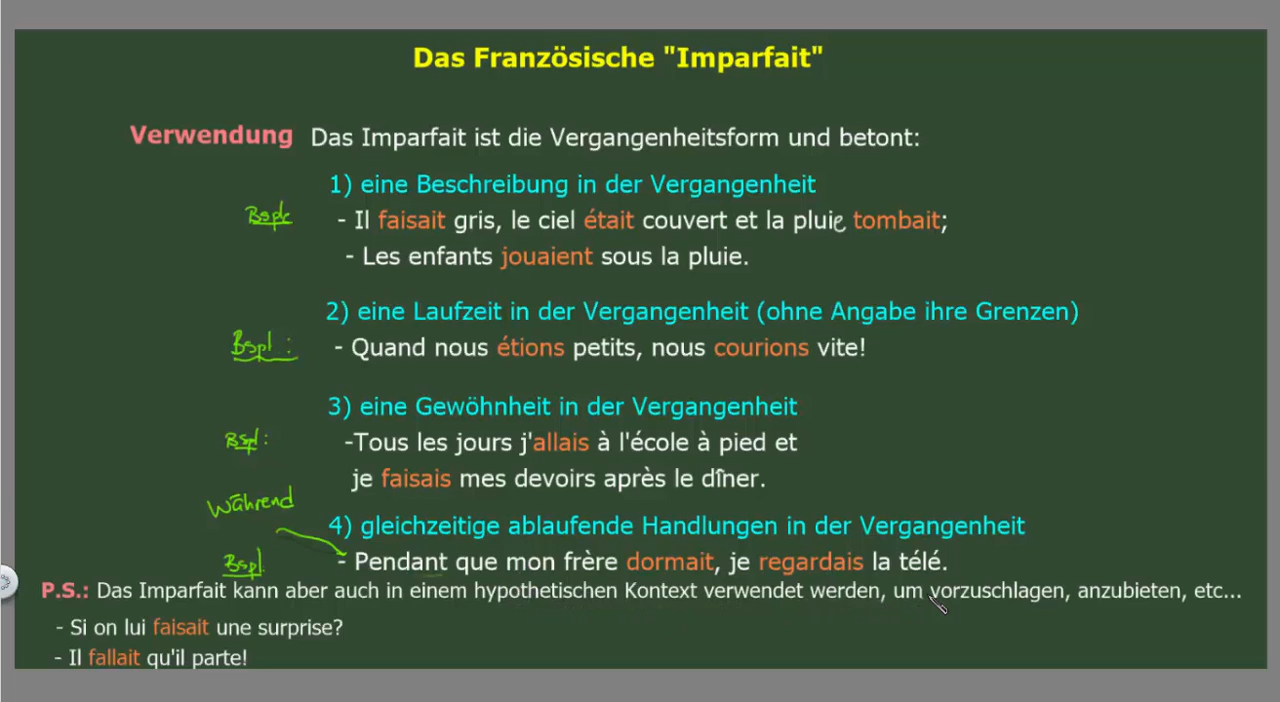 Das Französische "Imparfait"
Verwendung Das Imparfait ist die Vergangenheitsform und betont:
1) eine Beschreibung in der Vergangenheit
Bspl: - Il faisait gris, le ciel était couvert et la pluie tombait;
- Les enfants jouaient sous la pluie.
2) eine Laufzeit in der Vergangenheit (ohne Angabe ihre Grenzen)
Bspl: - Quand nous étions petits, nous courions vite!
3) eine Gewöhnheit in der Vergangenheit
Bspl: -Tous les jours j'allais à l'école à pied et
je faisais mes devoirs après le dîner.
Während
4) gleichzeitige ablaufende Handlungen in der Vergangenheit
Bspl. - Pendant que mon frère dormait, je regardais la télé.
P.S.: Das Imparfait kann aber auch in einem hypothetischen Kontext verwendet werden, um vorzuschlagen, anzubieten, etc...
- Si on lui faisait une surprise?
- Il fallait qu'il parte!